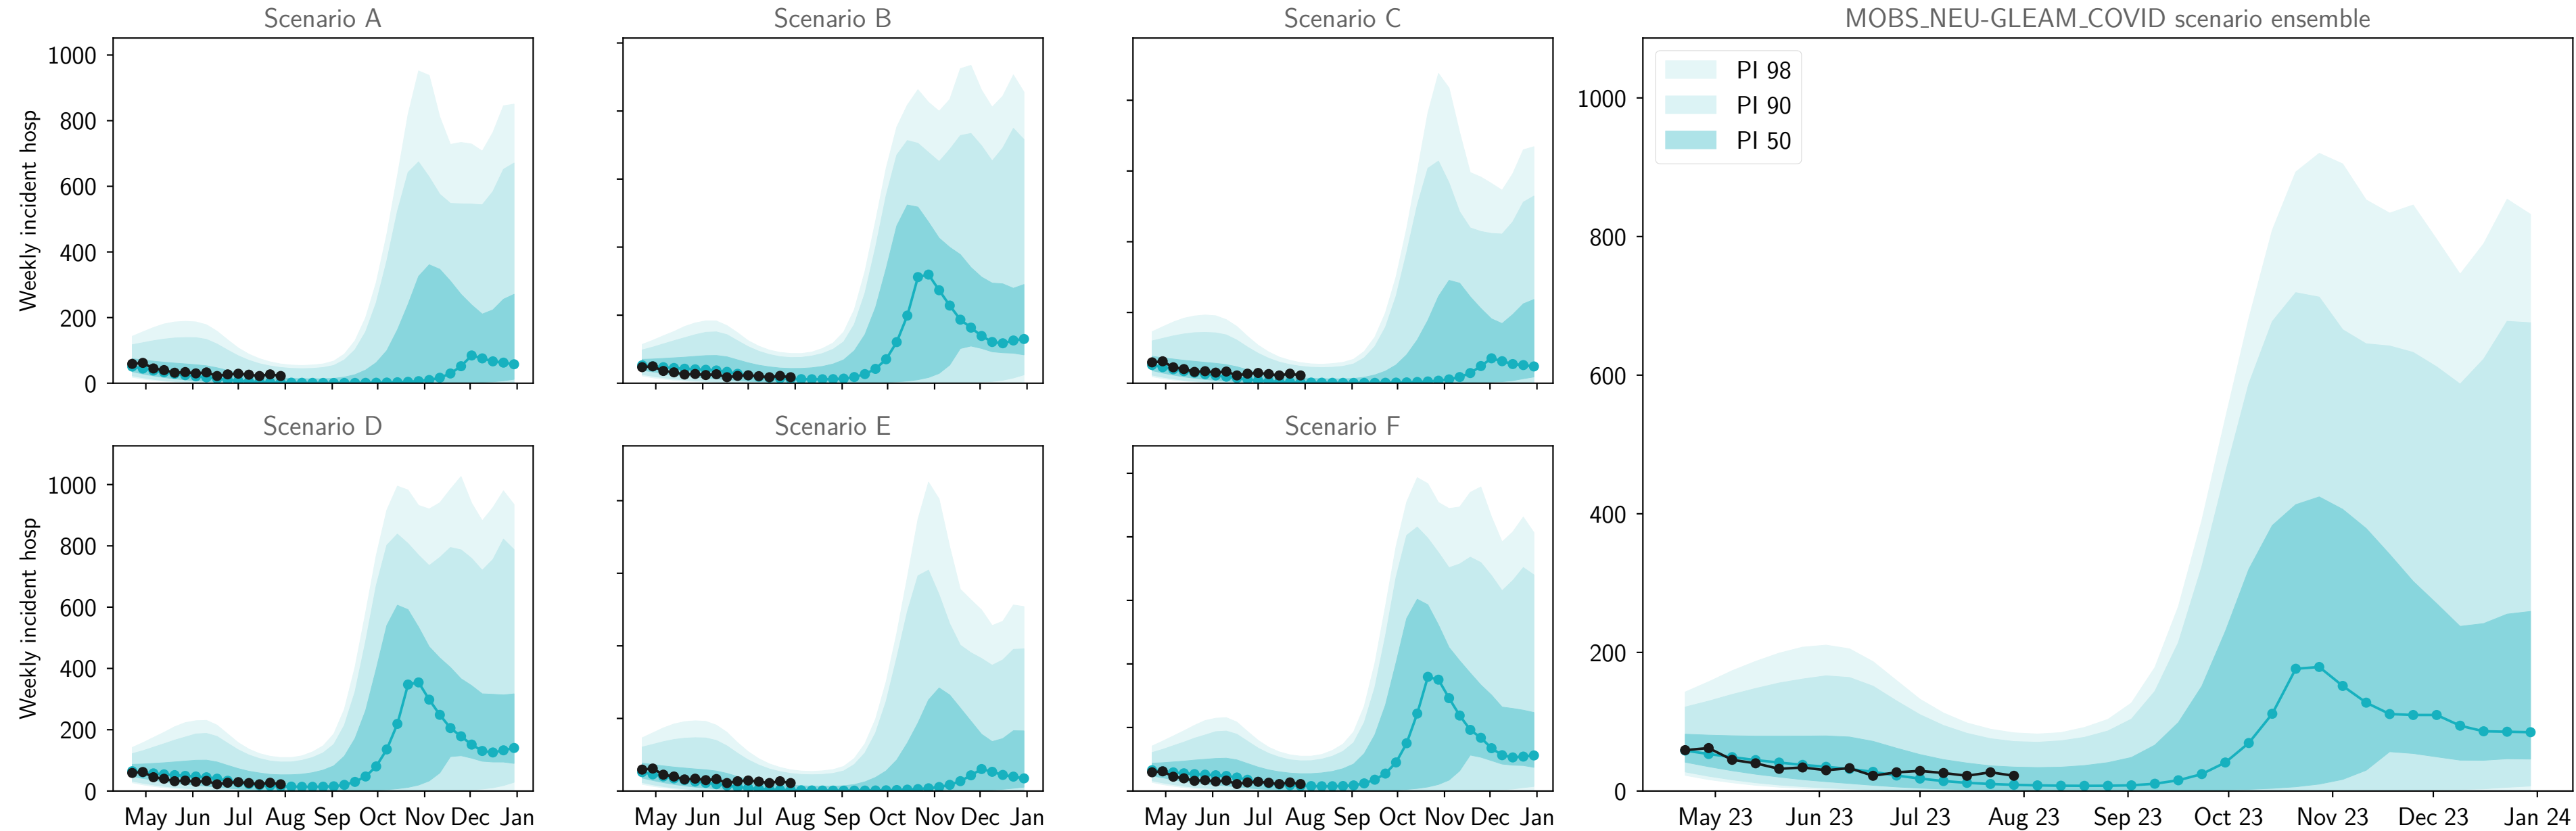 Scenario A
Scenario B
Scenario C
MOBS_NEU-GLEAM_COVID scenario ensemble
Weekly incident hosp
1000
800
600
400
200
0
PI 98
PI 90
PI 50
1000
800
600
400
200
0
Scenario D
Scenario E
Scenario F
Weekly incident hosp
1000
800
600
400
200
0
May Jun Jul Aug Sep Oct Nov Dec Jan
May Jun Jul Aug Sep Oct Nov Dec Jan
May Jun Jul Aug Sep Oct Nov Dec Jan
May 23 Jun 23 Jul 23 Aug 23 Sep 23 Oct 23 Nov 23 Dec 23 Jan 24